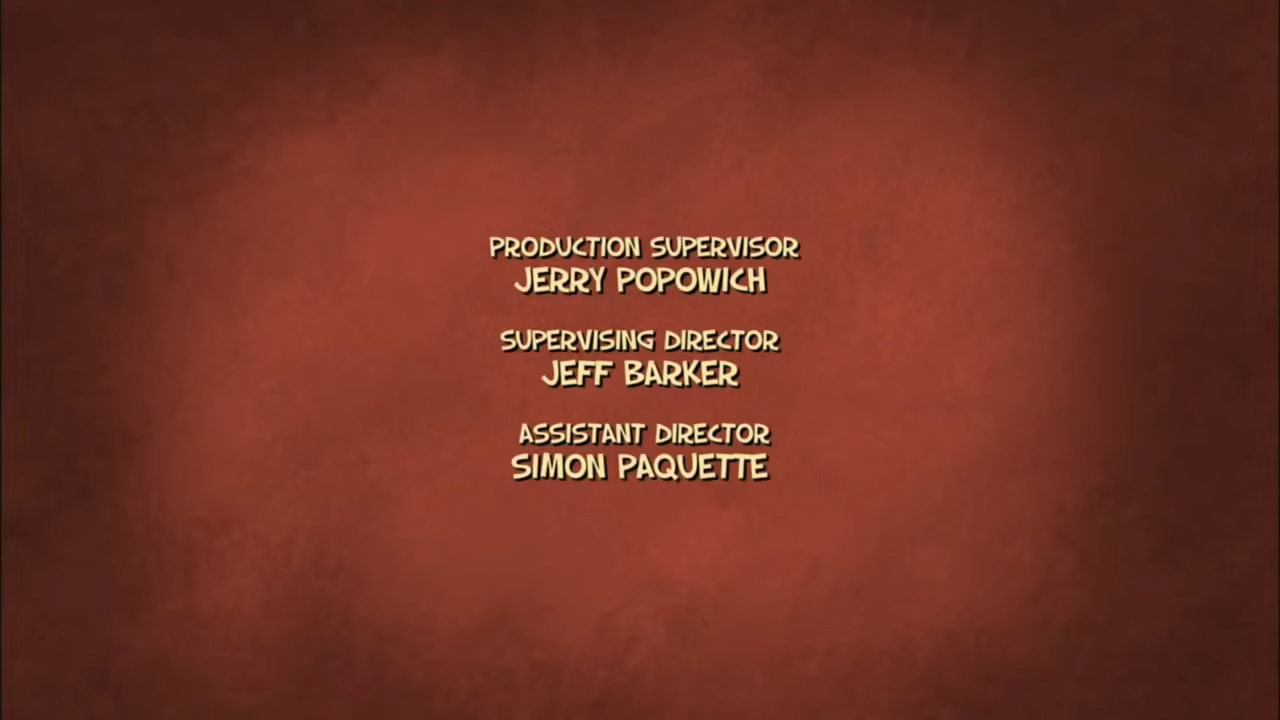 PRODUCTION SUPERVISOR
JERRY POPOWICH
SUPERVISING DIRECTOR
JEFF BARKER
ASSISTANT DIRECTOR
SIMON PAQUETTE